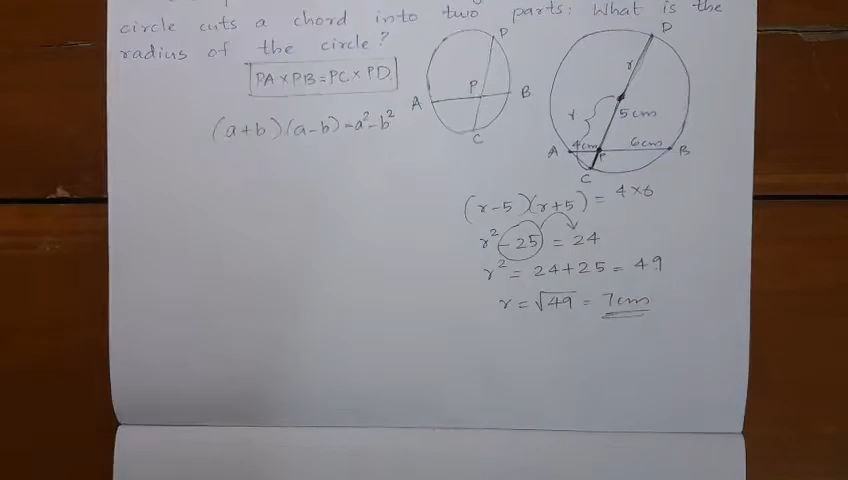 circle cuts a chord into two parts: What is the
radius of the circle?
PA×PB=PC×PD
(a+b)(a-b)=a²-b²
D
P
A
B
C
D
r
r
5cm
4cm
6cm
A
P
B
C
(r-5)(r+5) = 4×6
r² - 25 = 24
r² = 24+25 = 49
r = √49 = 7cm